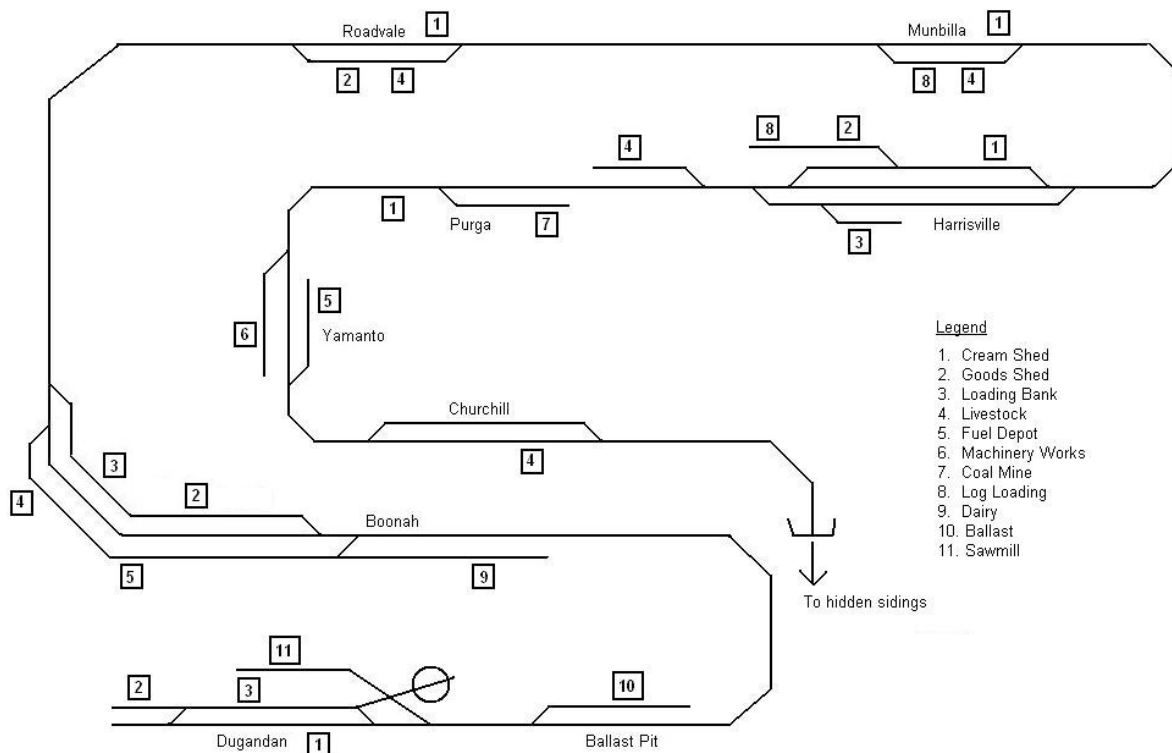 Roadvale 1
Munbilla 1
2 4
8 4
8 2 1
4
1
Purga 7
3 Harrisville
5
6 Yamanto
Legend
1. Cream Shed
2. Goods Shed
3. Loading Bank
4. Livestock
5. Fuel Depot
6. Machinery Works
7. Coal Mine
8. Log Loading
9. Dairy
10. Ballast
11. Sawmill
Churchill
4
3
4
2
Boonah
5
9
To hidden sidings
11
2 3
10
Dugandan 1
Ballast Pit